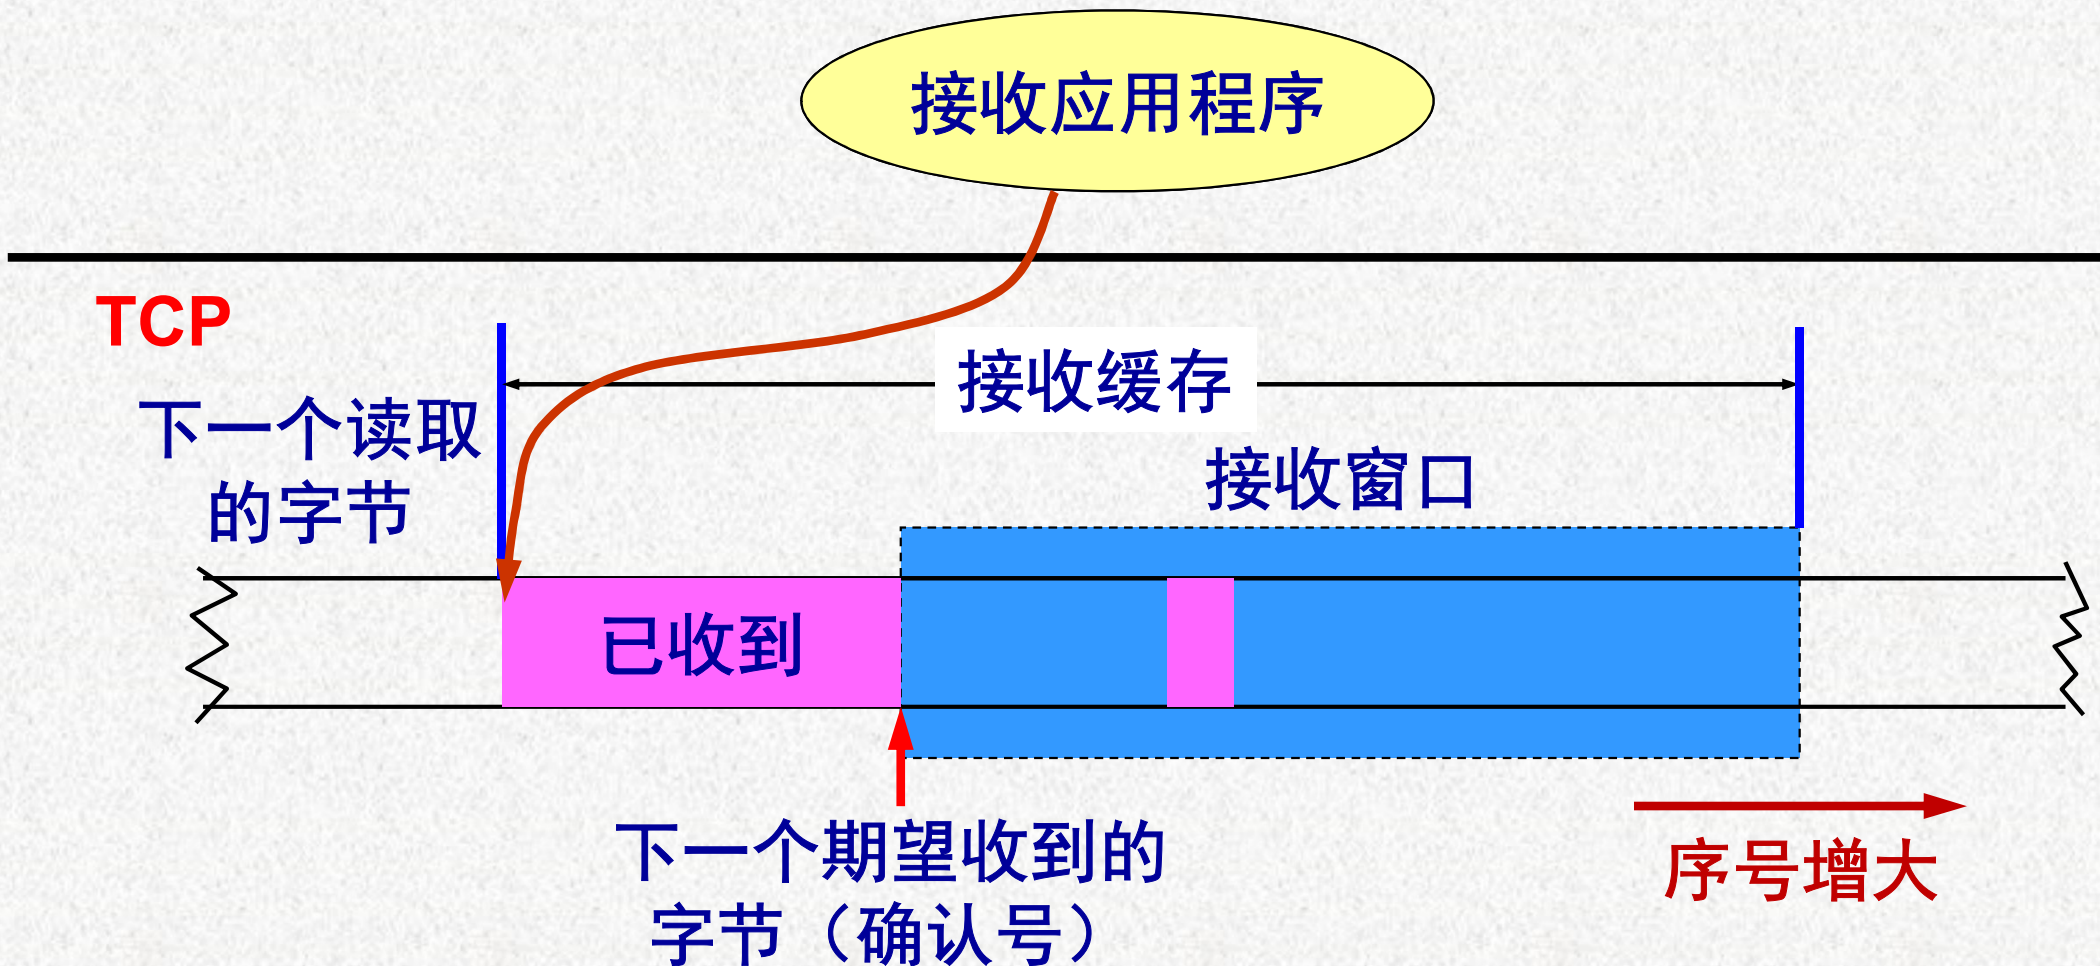 接收应用程序
TCP
接收缓存
下一个读取
的字节
接收窗口
已收到
下一个期望收到的
字节（确认号）
序号增大